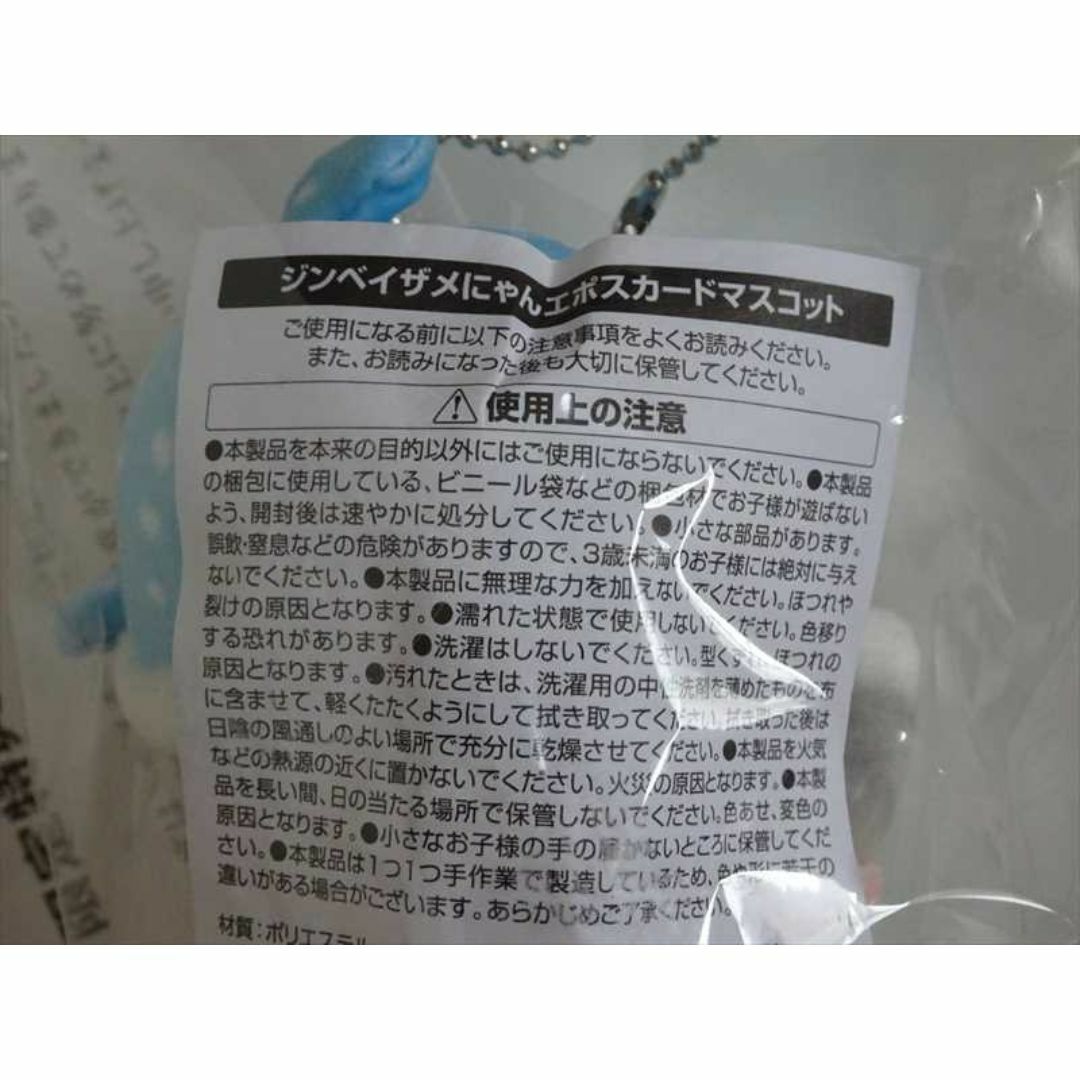 ジンベイザメにゃんエポスカードマスコット
ご使用になる前に以下の注意事項をよくお読みください。
また、お読みになった後も大切に保管してください。
使用上の注意
●本製品を本来の目的以外にはご使用にならないでください。●本製品
の梱包に使用している、ビニール袋などの梱包材でお子様が遊ばない
よう、開封後は速やかに処分してください。●小さな部品があります。
誤飲・窒息などの危険がありますので、3歳未満のお子様には絶対に与え
ないでください。●本製品に無理な力を加えないでください。ほつれや
裂けの原因となります。●濡れた状態で使用しないでください。色移り
する恐れがあります。●洗濯はしないでください。型くずれ、ほつれの
原因となります。●汚れたときは、洗濯用の中性洗剤を薄めたものを布
に含ませて、軽くたたくようにして拭き取ってください。拭き取った後は
日陰の風通しのよい場所で充分に乾燥させてください。●本製品を火気
などの熱源の近くに置かないでください。火災の原因となります。●本製
品を長い間、日の当たる場所で保管しないでください。色あせ、変色の
原因となります。●小さなお子様の手の届かないところに保管してくだ
さい。●本製品は1つ1つ手作業で製造しているため、色や形に若干の
違いがある場合がございます。あらかじめご了承ください。
材質：ポリエステル